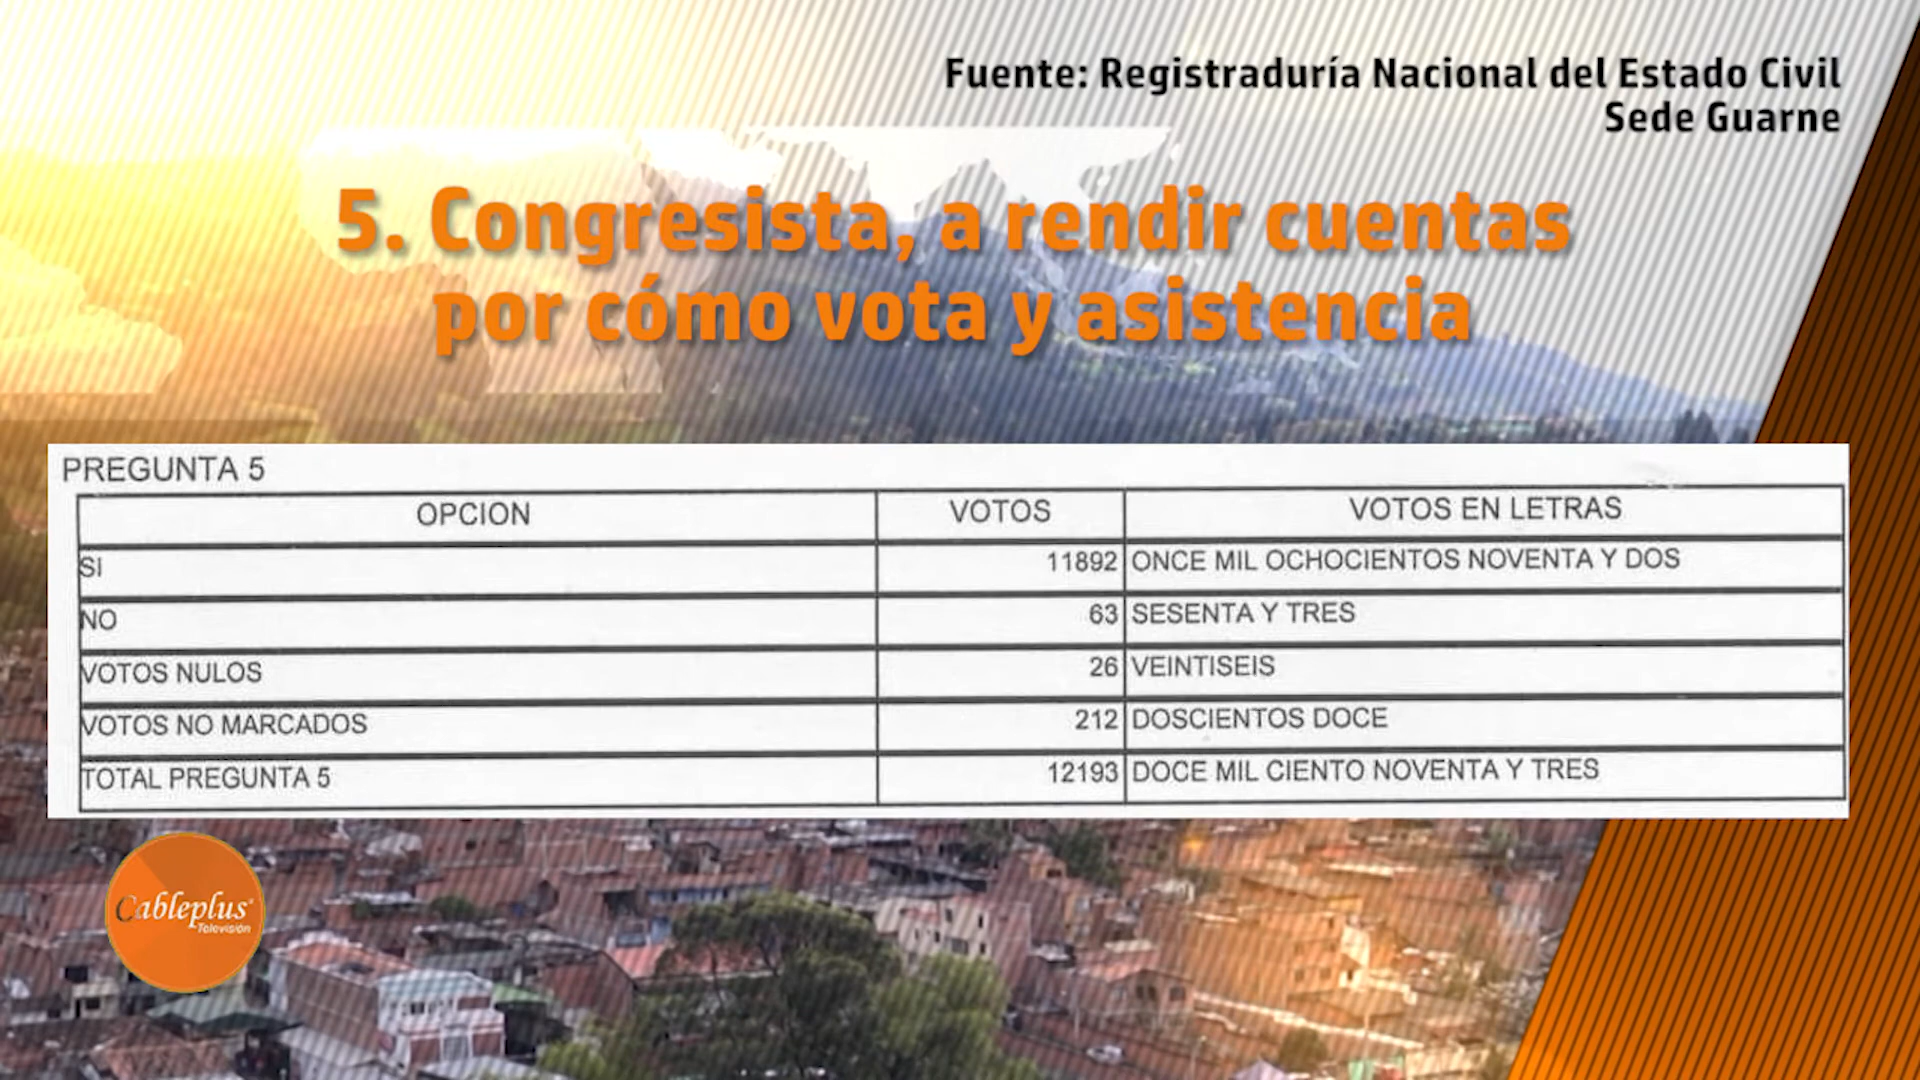 Fuente: Registraduría Nacional del Estado Civil
Sede Guarne
5. Congresista, a rendir cuentas
por cómo vota y asistencia
PREGUNTA 5
OPCION VOTOS VOTOS EN LETRAS
SI 11892 ONCE MIL OCHOCIENTOS NOVENTA Y DOS
NO 63 SESENTA Y TRES
VOTOS NULOS 26 VEINTISEIS
VOTOS NO MARCADOS 212 DOSCIENTOS DOCE
TOTAL PREGUNTA 5 12193 DOCE MIL CIENTO NOVENTA Y TRES
Cableplus
Televisión